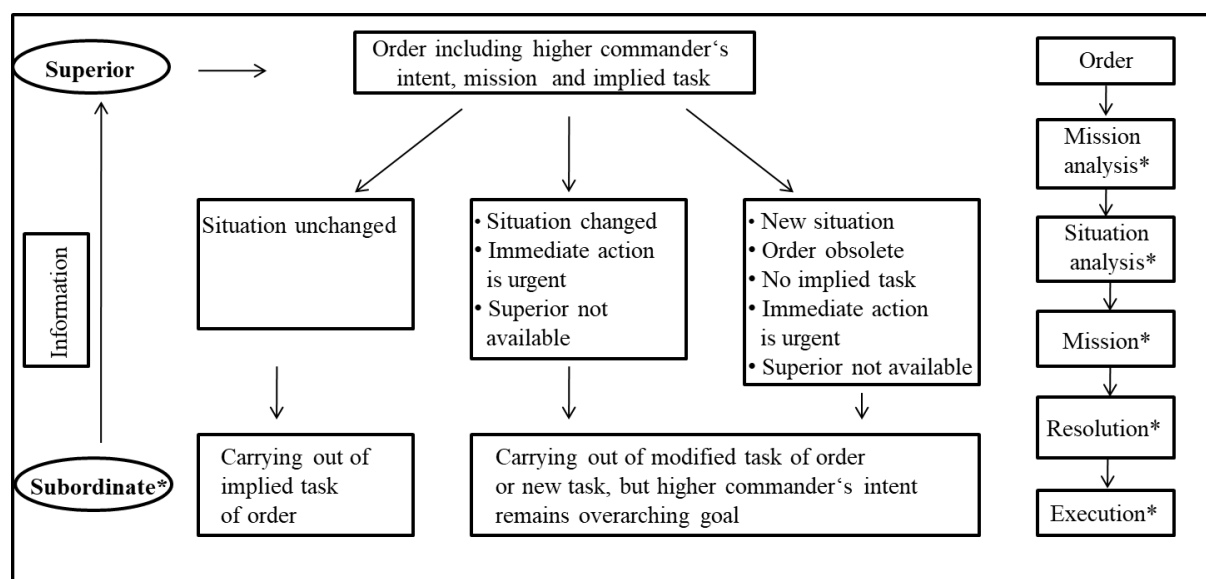 Superior
Order including higher commander‘s
intent, mission and implied task
Information
Subordinate*
Situation unchanged
• Situation changed
• Immediate action
is urgent
• Superior not
available
• New situation
• Order obsolete
• No implied task
• Immediate action
is urgent
• Superior not available
Carrying out of
implied task
of order
Carrying out of modified task of order
or new task, but higher commander‘s intent
remains overarching goal
Order
Mission
analysis*
Situation
analysis*
Mission*
Resolution*
Execution*